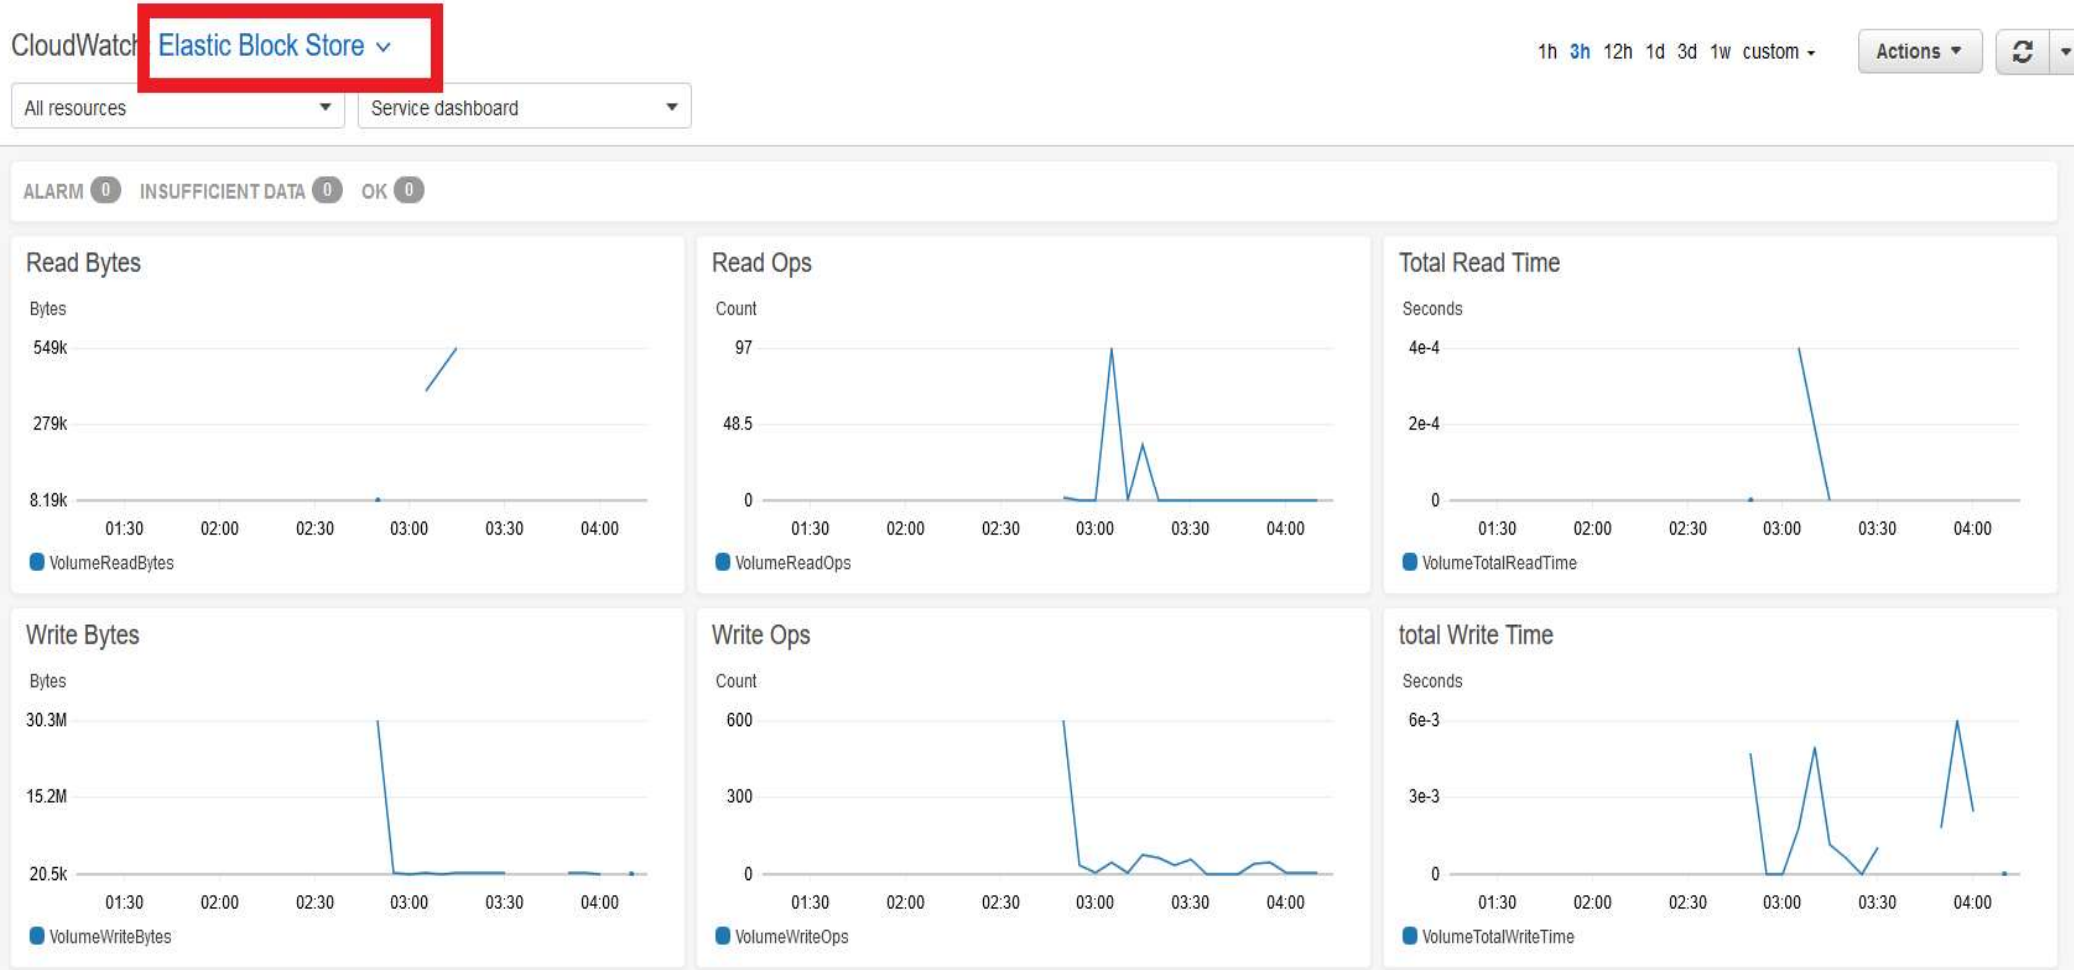 CloudWatch Elastic Block Store
1h 3h 12h 1d 3d 1w custom
Actions
All resources
Service dashboard
ALARM 0 INSUFFICIENT DATA 0 OK 0
Read Bytes
Bytes
549k
279k
8.19k
01:30 02:00 02:30 03:00 03:30 04:00
VolumeReadBytes
Read Ops
Count
97
48.5
0
01:30 02:00 02:30 03:00 03:30 04:00
VolumeReadOps
Total Read Time
Seconds
4e-4
2e-4
0
01:30 02:00 02:30 03:00 03:30 04:00
VolumeTotalReadTime
Write Bytes
Bytes
30.3M
15.2M
20.5k
01:30 02:00 02:30 03:00 03:30 04:00
VolumeWriteBytes
Write Ops
Count
600
300
0
01:30 02:00 02:30 03:00 03:30 04:00
VolumeWriteOps
total Write Time
Seconds
6e-3
3e-3
0
01:30 02:00 02:30 03:00 03:30 04:00
VolumeTotalWriteTime